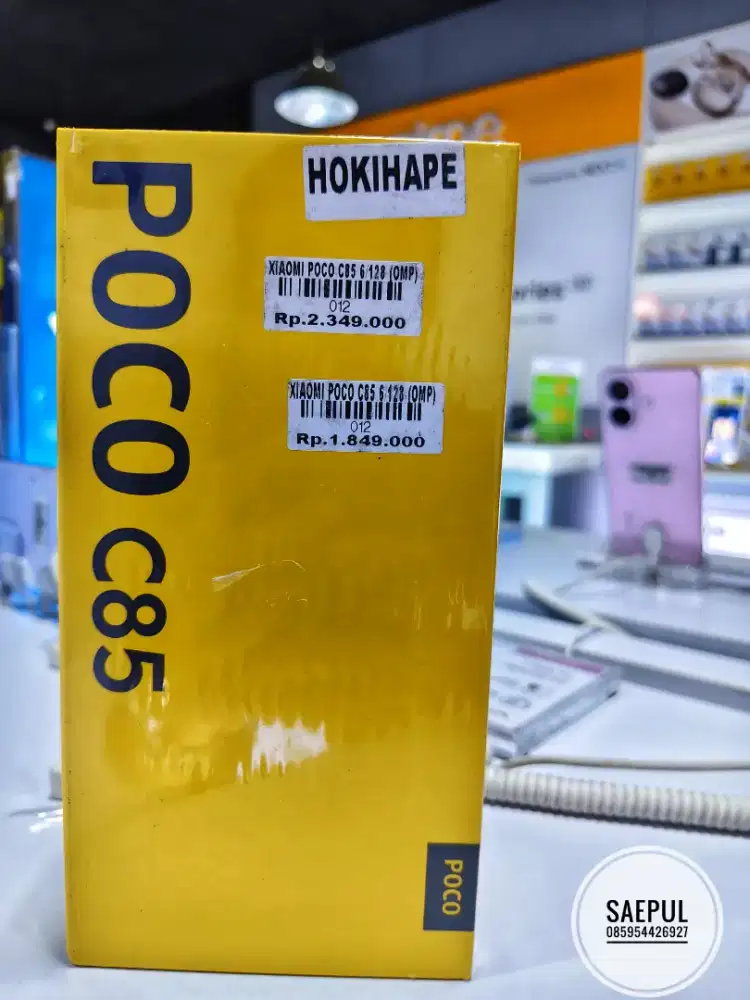 HOKIHAPE
POCO C85
XIAOMI POCO C85 6/128 (OMP)
012
Rp.2.349.000
XIAOMI POCO C85 6/128 (OMP)
012
Rp.1.849.000
POCO
SAEPUL
085954426927